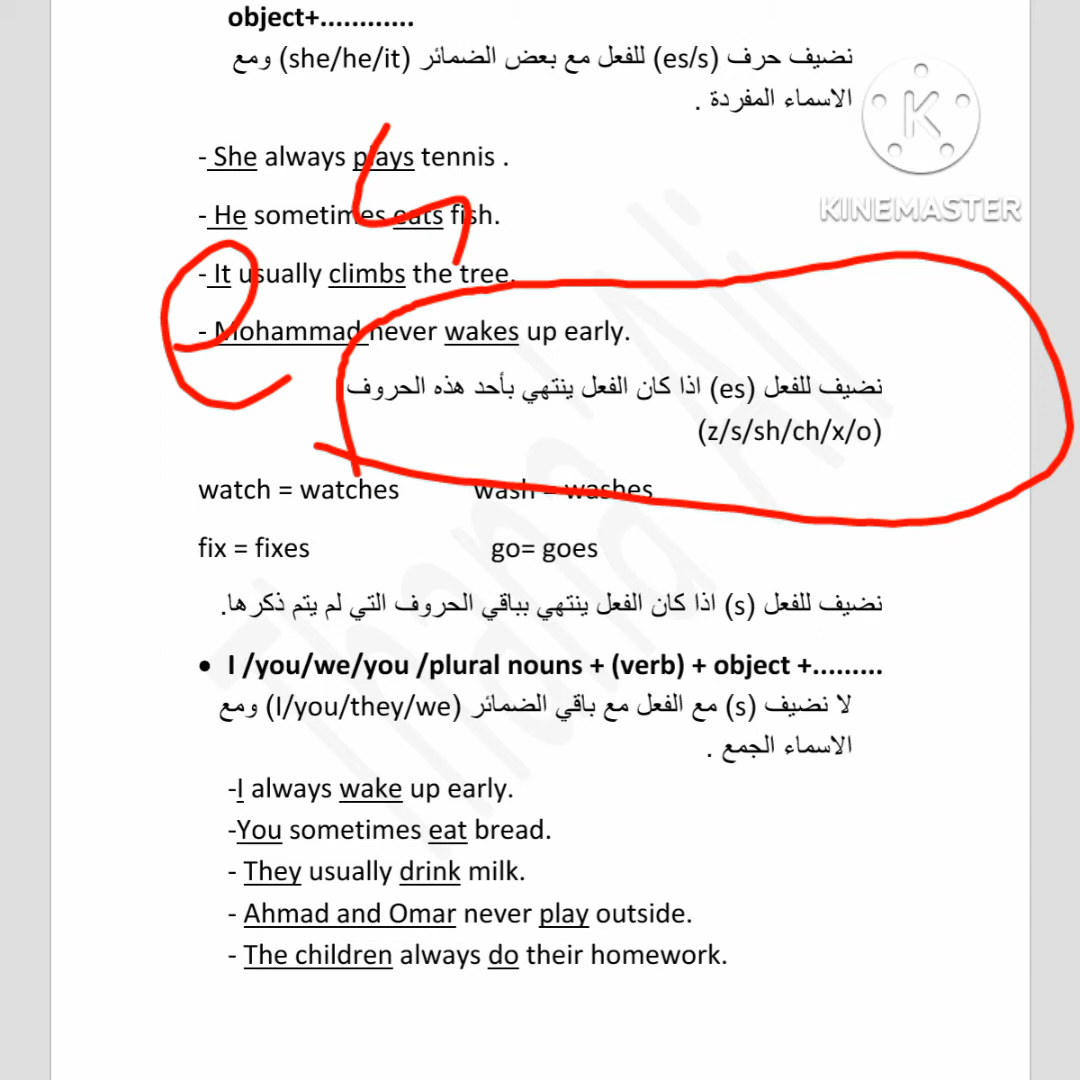 object+............
نضيف حرف (es/s) للفعل مع بعض الضمائر (she/he/it) ومع
الاسماء المفردة .
K
KINEMASTER
- She always plays tennis .
- He sometimes eats fish.
- It usually climbs the tree.
- Mohammad never wakes up early.
نضيف للفعل (es) اذا كان الفعل ينتهي بأحد هذه الحروف
(z/s/sh/ch/x/o)
watch = watches wash = washes
fix = fixes go= goes
نضيف للفعل (s) اذا كان الفعل ينتهي بباقي الحروف التي لم يتم ذكرها.
• I /you/we/you /plural nouns + (verb) + object +.........
لا نضيف (s) مع الفعل مع باقي الضمائر (I/you/they/we) ومع
الاسماء الجمع .
-I always wake up early.
-You sometimes eat bread.
- They usually drink milk.
- Ahmad and Omar never play outside.
- The children always do their homework.
Thana' Ali